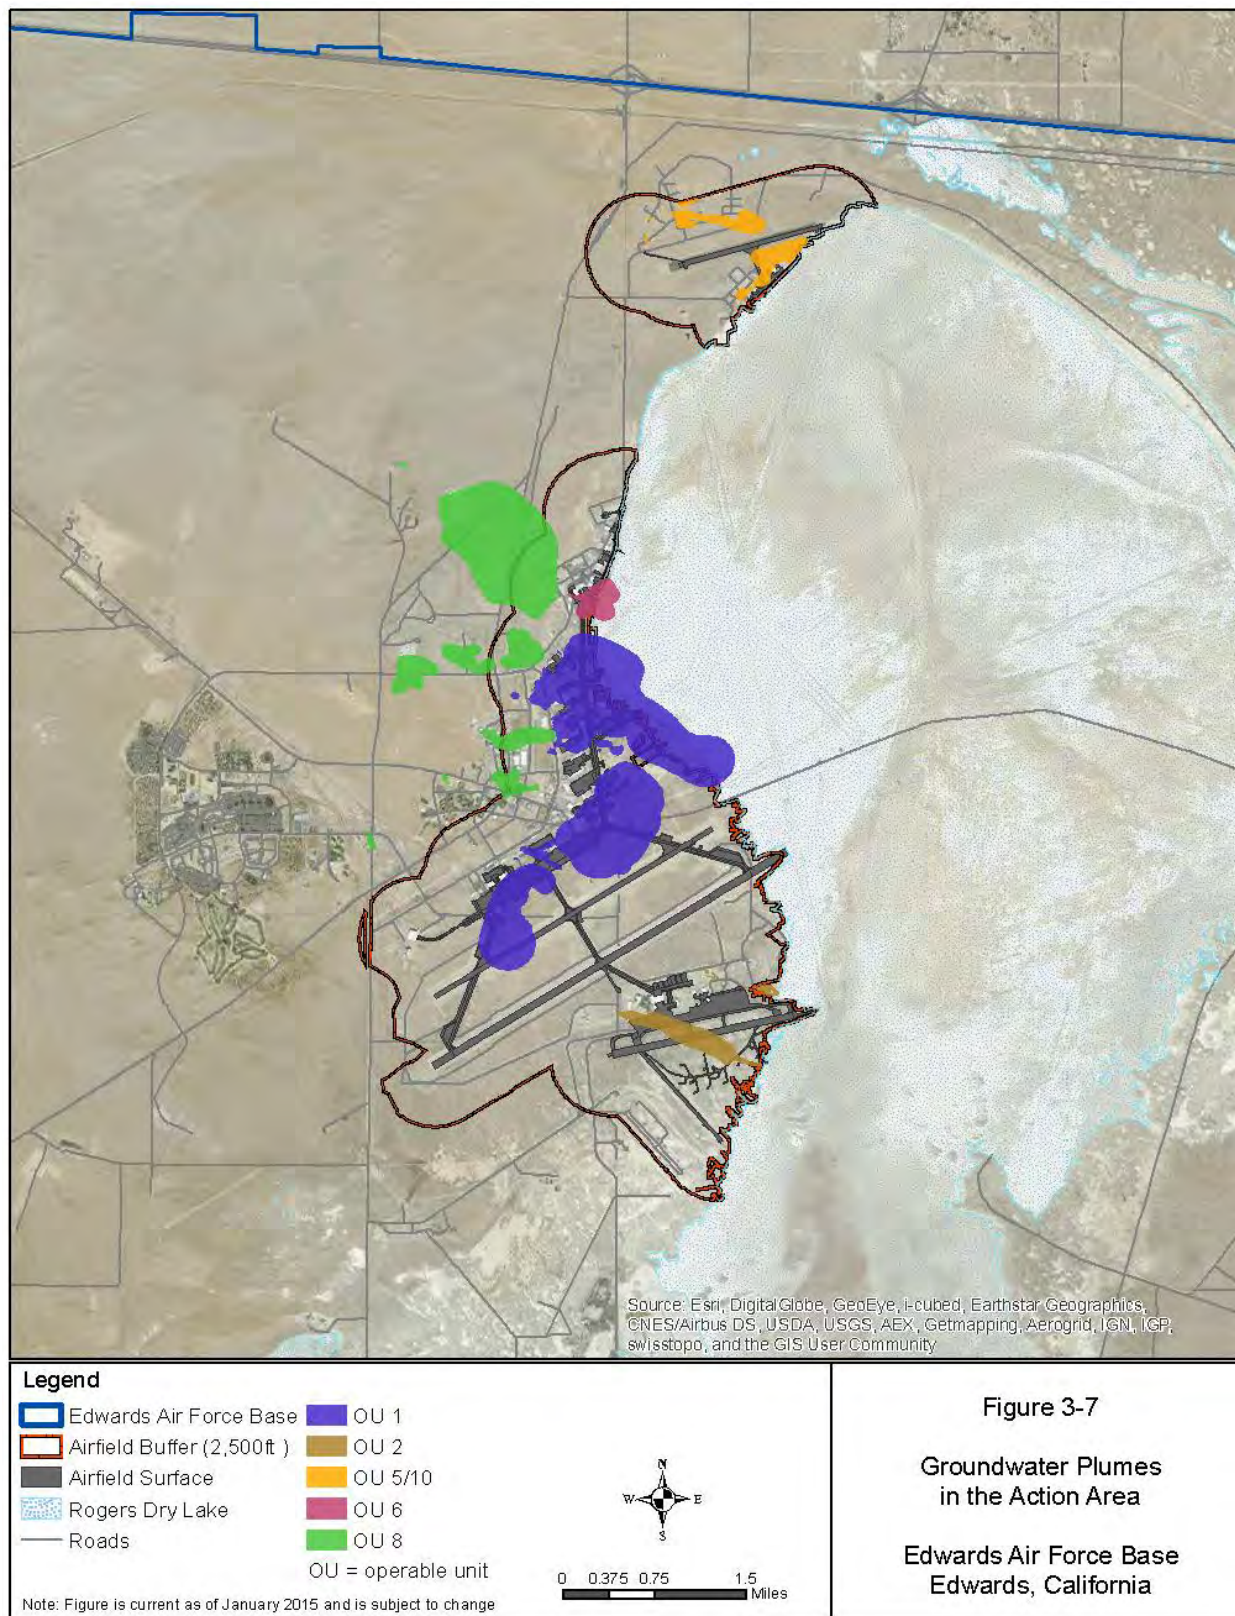 Source: Esri, DigitalGlobe, GeoEye, i-cubed, Earthstar Geographics,
CNES/Airbus DS, USDA, USGS, AEX, Getmapping, Aerogrid, IGN, IGP,
swisstopo, and the GIS User Community
Legend
Edwards Air Force Base
Airfield Buffer (2,500ft )
Airfield Surface
Rogers Dry Lake
Roads
OU 1
OU 2
OU 5/10
OU 6
OU 8
OU = operable unit
Note: Figure is current as of January 2015 and is subject to change
N
W E
S
0 0.375 0.75 1.5
Miles
Figure 3-7
Groundwater Plumes
in the Action Area
Edwards Air Force Base
Edwards, California